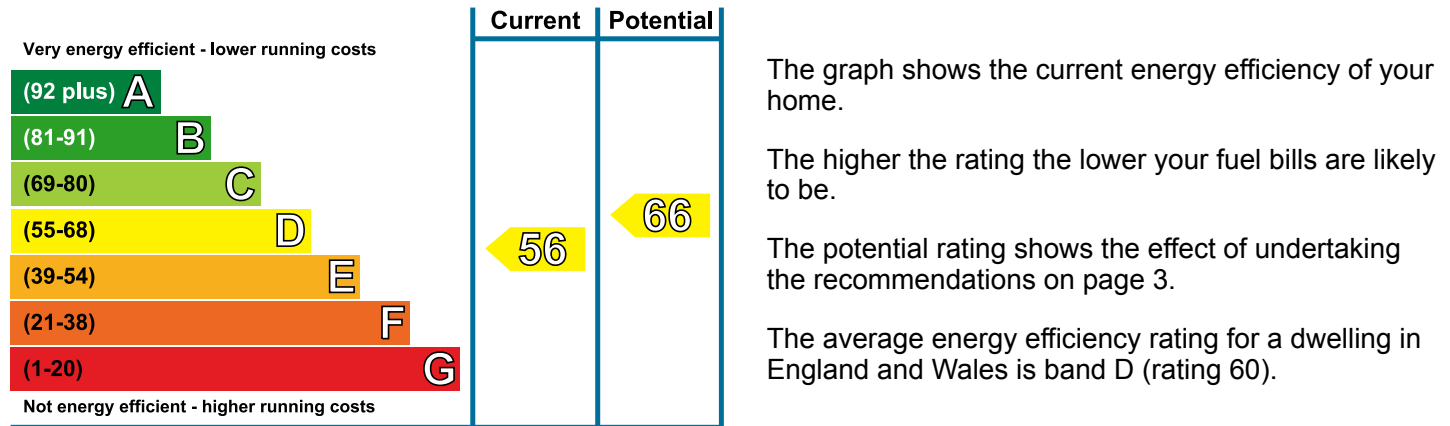 Current Potential
Very energy efficient - lower running costs
(92 plus) A
(81-91) B
(69-80) C
(55-68) D
(39-54) E
(21-38) F
(1-20) G
Not energy efficient - higher running costs
56
66
The graph shows the current energy efficiency of your
home.
The higher the rating the lower your fuel bills are likely
to be.
The potential rating shows the effect of undertaking
the recommendations on page 3.
The average energy efficiency rating for a dwelling in
England and Wales is band D (rating 60).